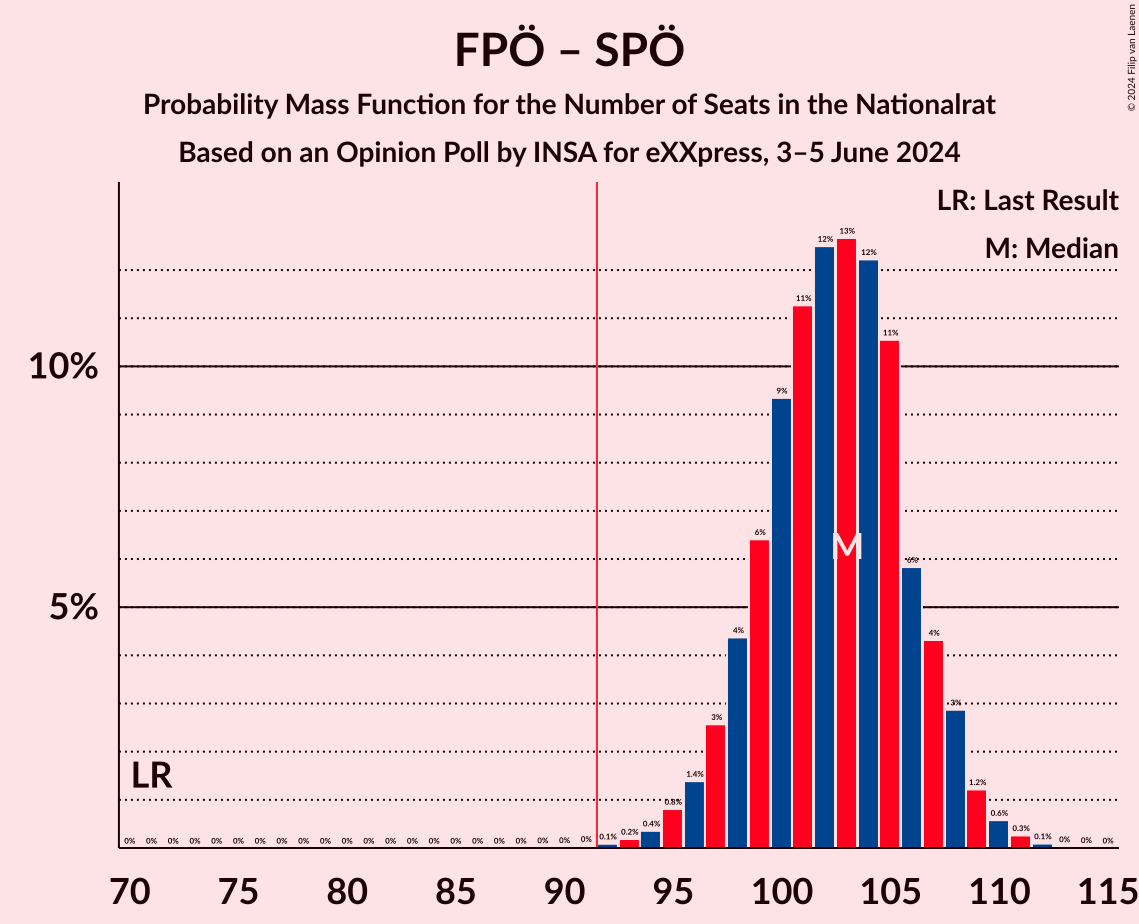 FPÖ – SPÖ
Probability Mass Function for the Number of Seats in the Nationalrat
Based on an Opinion Poll by INSA for eXXpress, 3–5 June 2024
© 2024 Filip van Laenen
LR: Last Result
M: Median
10%
5%
LR
M
0% 0% 0% 0% 0% 0% 0% 0% 0% 0% 0% 0% 0% 0% 0% 0% 0% 0% 0% 0% 0% 0% 0.1% 0.2% 0.4% 0.8% 1.4% 3% 4% 6% 9% 11% 12% 13% 12% 11% 6% 4% 3% 1.2% 0.6% 0.3% 0.1% 0% 0% 0%
70 75 80 85 90 95 100 105 110 115